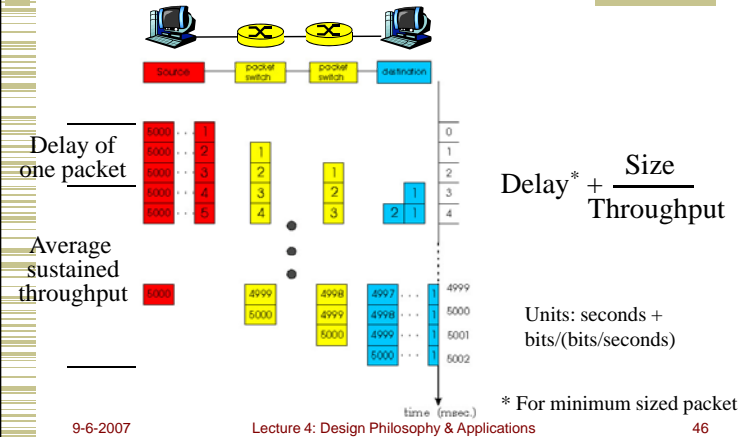 Source packet switch packet switch destination
Delay of one packet
Average sustained throughput
5000 · · · 1 0
5000 · · · 2 1 1
5000 · · · 3 2 1 2
5000 · · · 4 3 2 1 3
5000 · · · 5 4 3 2 1 4
5000 4999 4998 4997 · · · 1 4999
5000 4999 4998 · · · 1 5000
5000 4999 · · · 1 5001
5000 · · · 1 5002
time (msec.)
Delay* + Size
Throughput
Units: seconds +
bits/(bits/seconds)
* For minimum sized packet
9-6-2007 Lecture 4: Design Philosophy & Applications 46